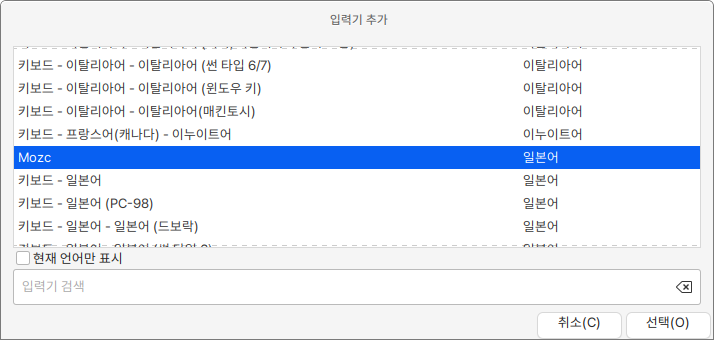 입력기 추가
키보드 - 이탈리아어 - 이탈리아어 (썬 타입 6/7) 이탈리아어
키보드 - 이탈리아어 - 이탈리아어 (윈도우 키) 이탈리아어
키보드 - 이탈리아어 - 이탈리아어(매킨토시) 이탈리아어
키보드 - 프랑스어(캐나다) - 이누이트어 이누이트어
Mozc 일본어
키보드 - 일본어 일본어
키보드 - 일본어 (PC-98) 일본어
키보드 - 일본어 - 일본어 (드보락) 일본어
현재 언어만 표시
입력기 검색
취소(C) 선택(O)